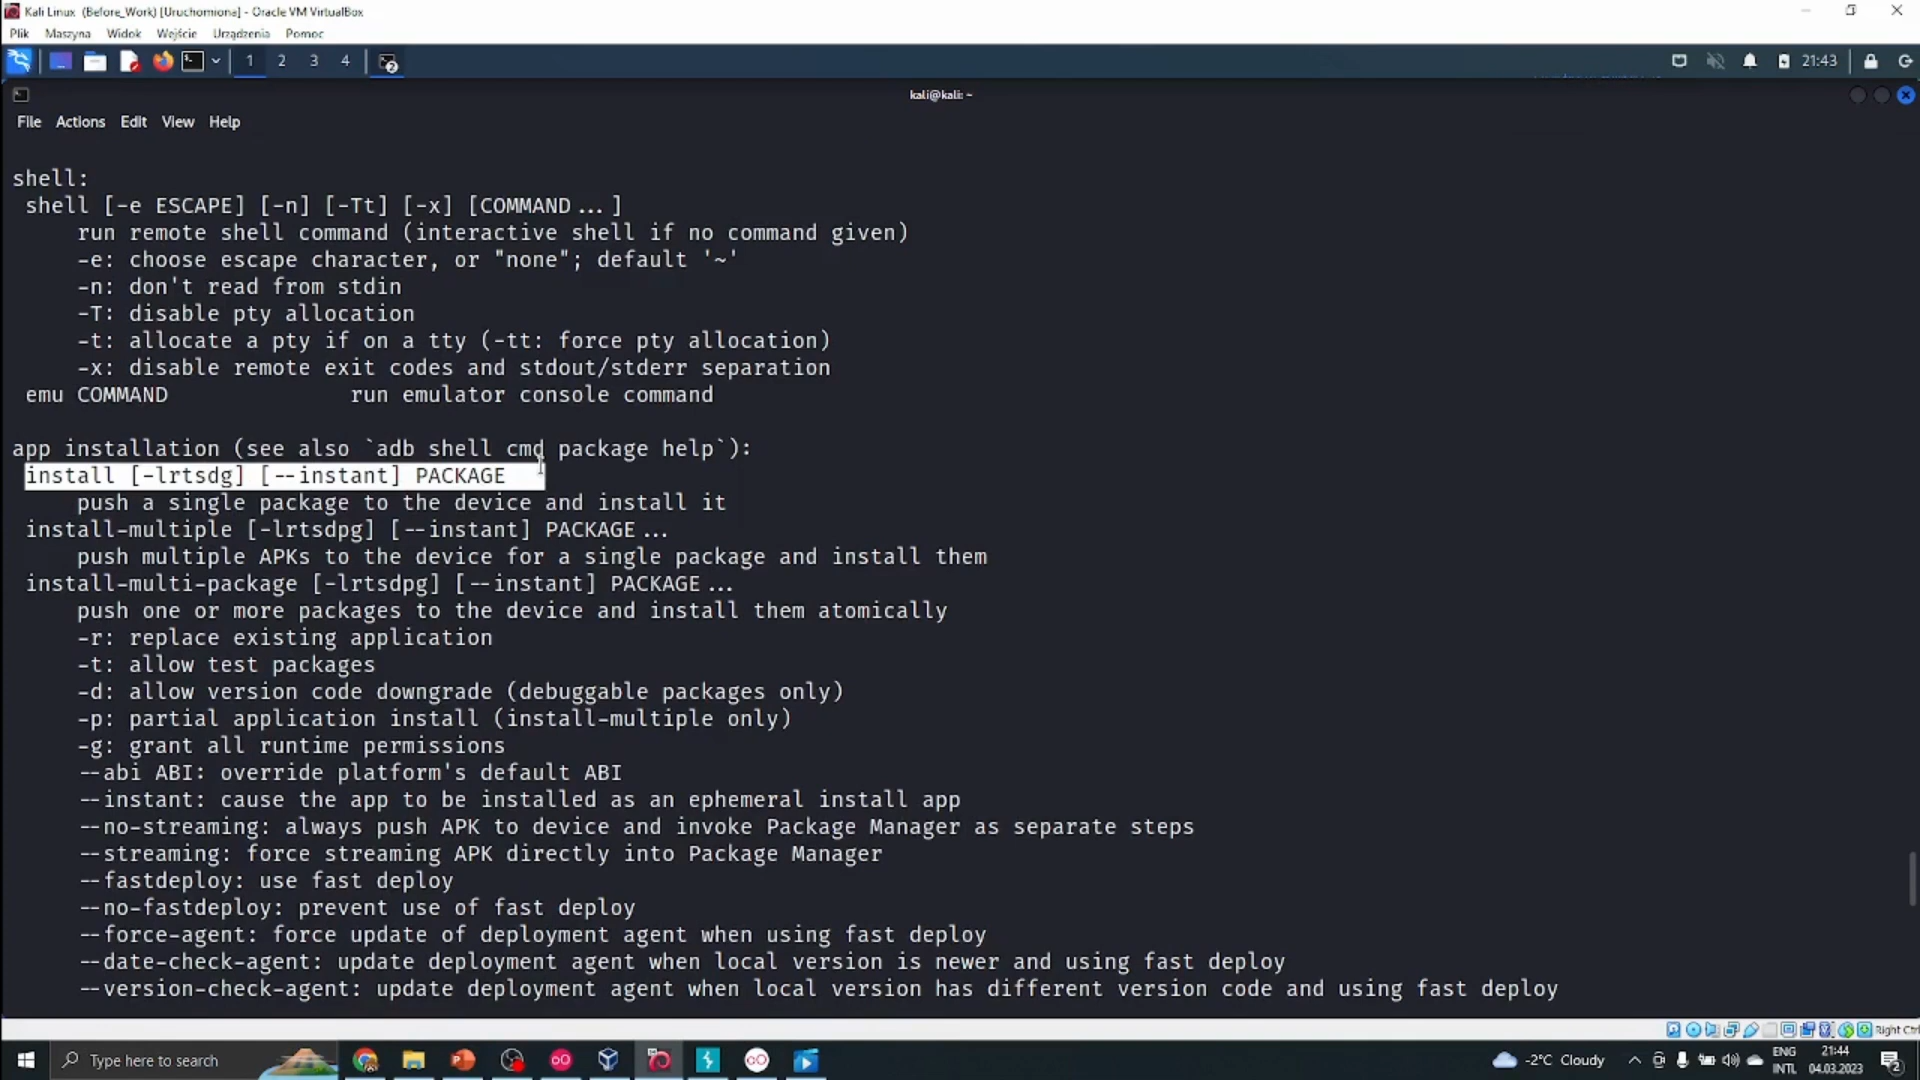 Kali Linux (Before_Work) [Uruchomiona] - Oracle VM VirtualBox
Plik Maszyna Widok Wejście Urządzenia Pomoc
1 2 3 4 2 21:43
kali@kali: ~
File Actions Edit View Help
shell:
shell [-e ESCAPE] [-n] [-Tt] [-x] [COMMAND...]
run remote shell command (interactive shell if no command given)
-e: choose escape character, or "none"; default '~'
-n: don't read from stdin
-T: disable pty allocation
-t: allocate a pty if on a tty (-tt: force pty allocation)
-x: disable remote exit codes and stdout/stderr separation
emu COMMAND run emulator console command
app installation (see also `adb shell cmd package help`):
install [-lrtsdg] [--instant] PACKAGE
push a single package to the device and install it
install-multiple [-lrtsdpg] [--instant] PACKAGE...
push multiple APKs to the device for a single package and install them
install-multi-package [-lrtsdpg] [--instant] PACKAGE...
push one or more packages to the device and install them atomically
-r: replace existing application
-t: allow test packages
-d: allow version code downgrade (debuggable packages only)
-p: partial application install (install-multiple only)
-g: grant all runtime permissions
--abi ABI: override platform's default ABI
--instant: cause the app to be installed as an ephemeral install app
--no-streaming: always push APK to device and invoke Package Manager as separate steps
--streaming: force streaming APK directly into Package Manager
--fastdeploy: use fast deploy
--no-fastdeploy: prevent use of fast deploy
--force-agent: force update of deployment agent when using fast deploy
--date-check-agent: update deployment agent when local version is newer and using fast deploy
--version-check-agent: update deployment agent when local version has different version code and using fast deploy
Right Ctrl
Type here to search
-2°C Cloudy
ENG
INTL
21:44
04.03.2023
2